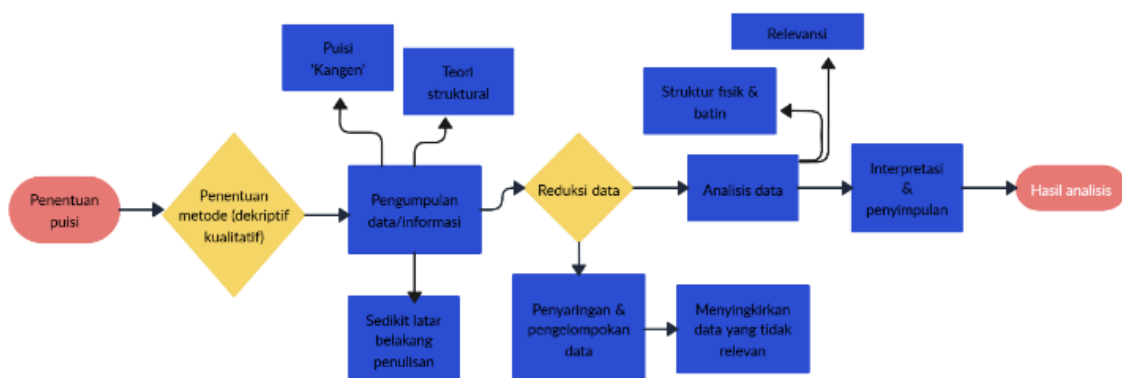 Penentuan
puisi
Penentuan
metode (dekriptif
kualitatif)
Puisi
'Kangen'
Teori
struktural
Pengumpulan
data/informasi
Sedikit latar
belakang
penulisan
Reduksi data
Penyaringan &
pengelompokan
data
Menyingkirkan
data yang tidak
relevan
Relevansi
Struktur fisik &
batin
Analisis data
Interpretasi
&
penyimpulan
Hasil analisis